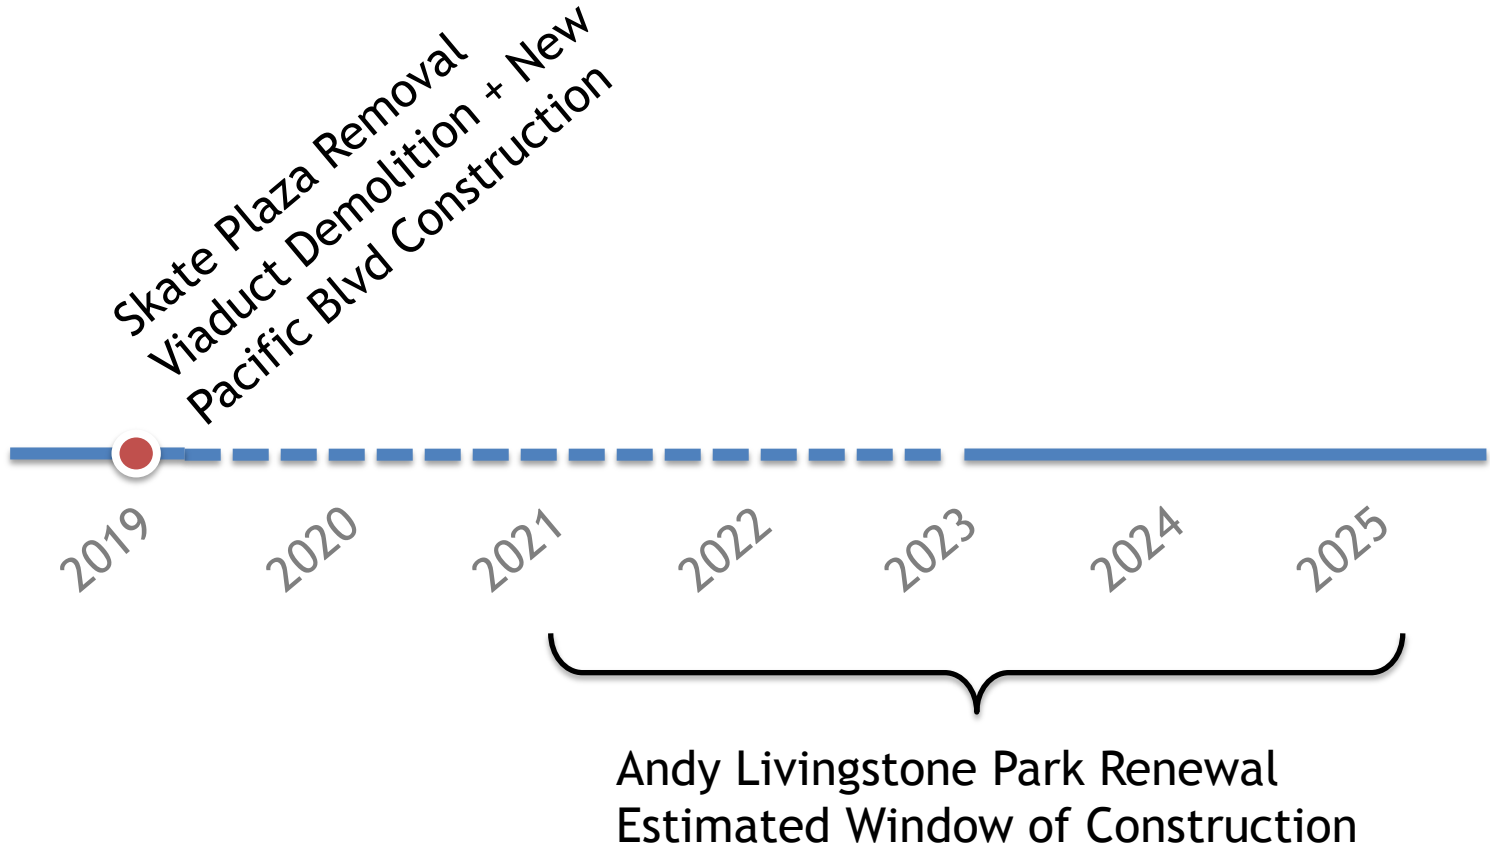 Skate Plaza Removal
Viaduct Demolition + New
Pacific Blvd Construction
2019
2020
2021
2022
2023
2024
2025
Andy Livingstone Park Renewal
Estimated Window of Construction